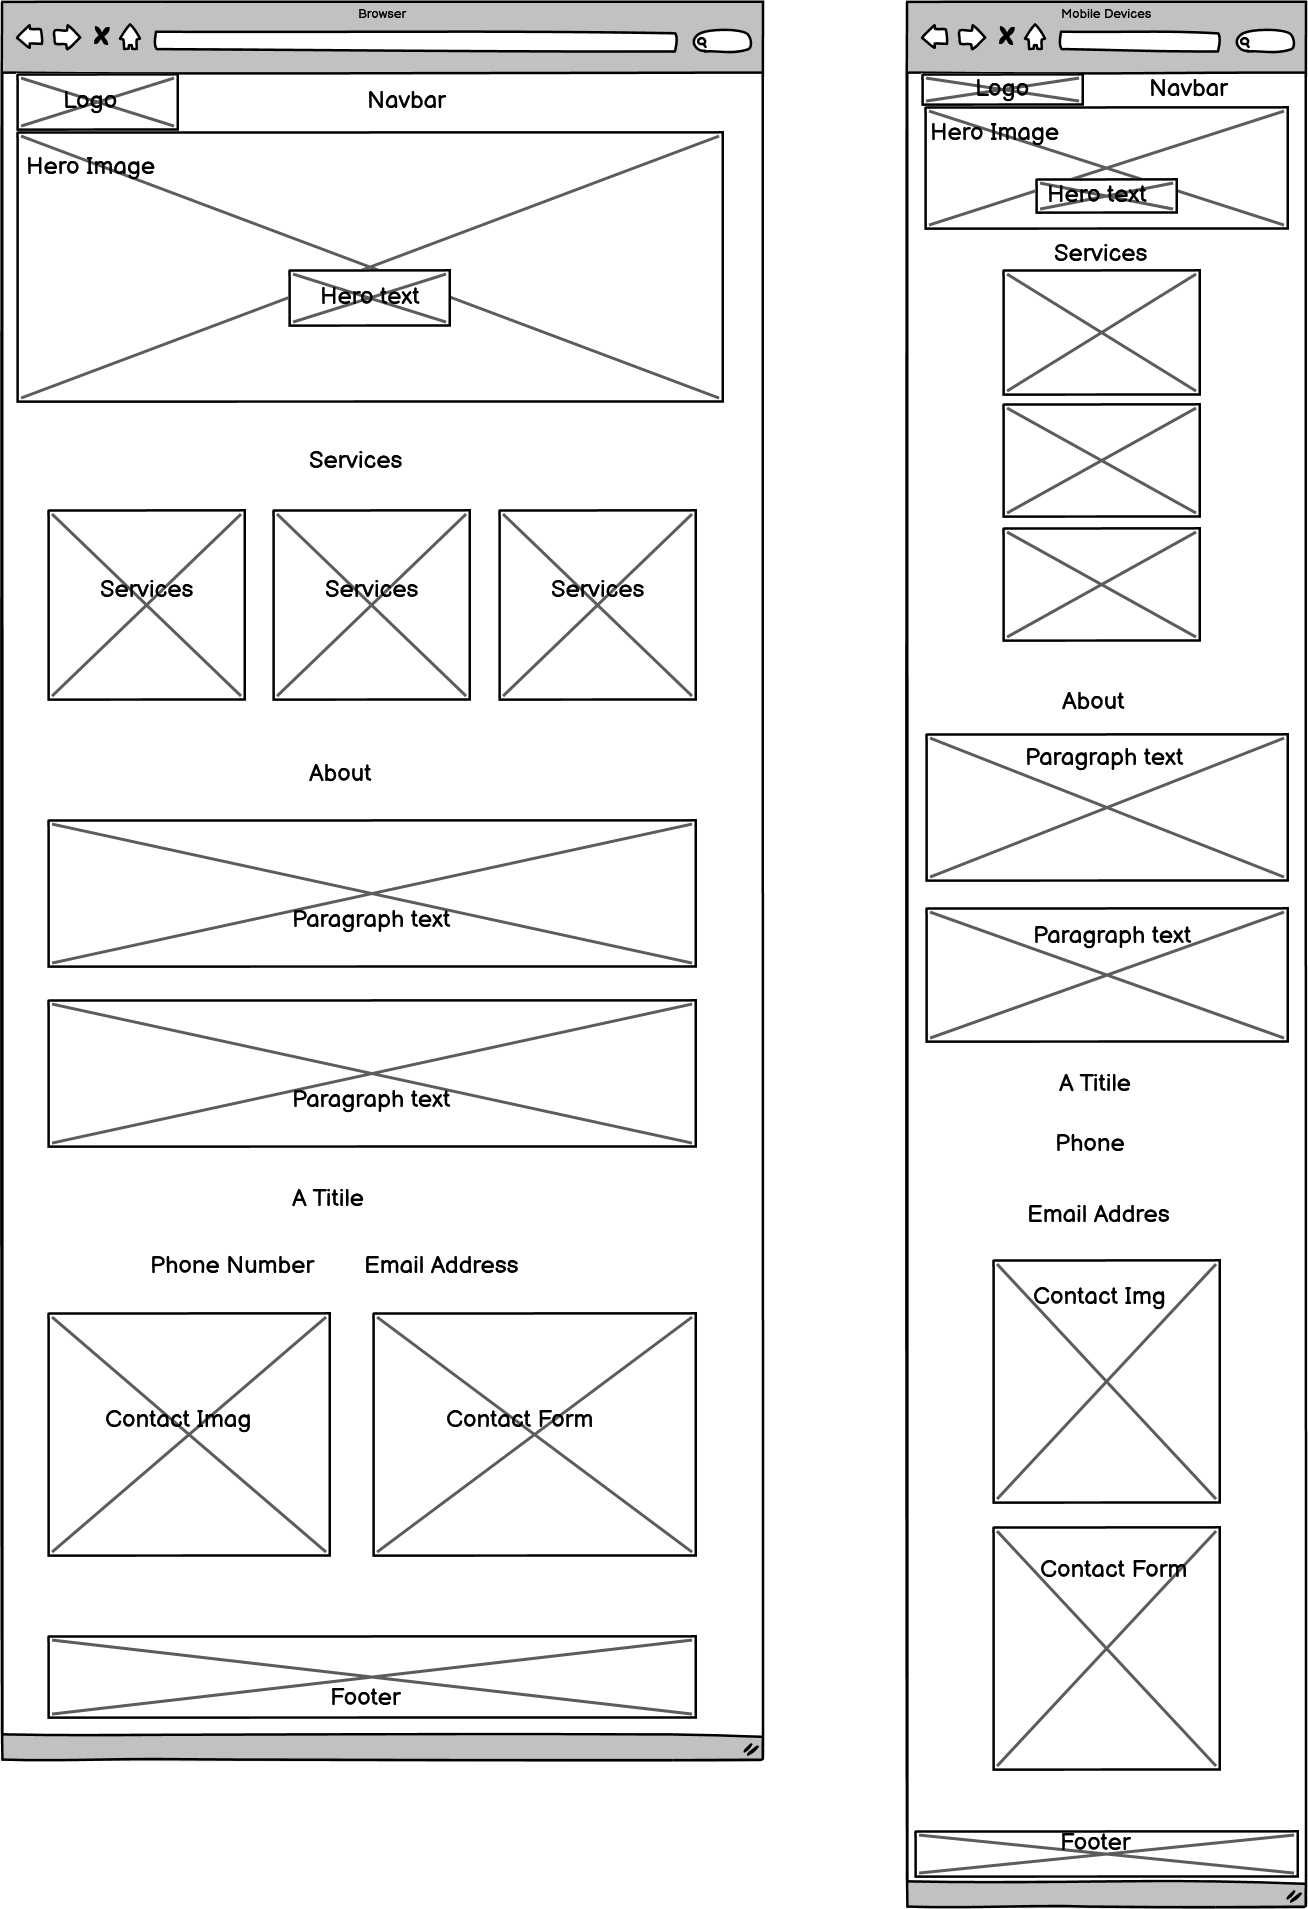 Browser
Logo
Navbar
Hero Image
Hero text
Services
Services
Services
Services
About
Paragraph text
Paragraph text
A Titile
Phone Number
Email Address
Contact Imag
Contact Form
Footer
Mobile Devices
Logo
Navbar
Hero Image
Hero text
Services
About
Paragraph text
Paragraph text
A Titile
Phone
Email Addres
Contact Img
Contact Form
Footer